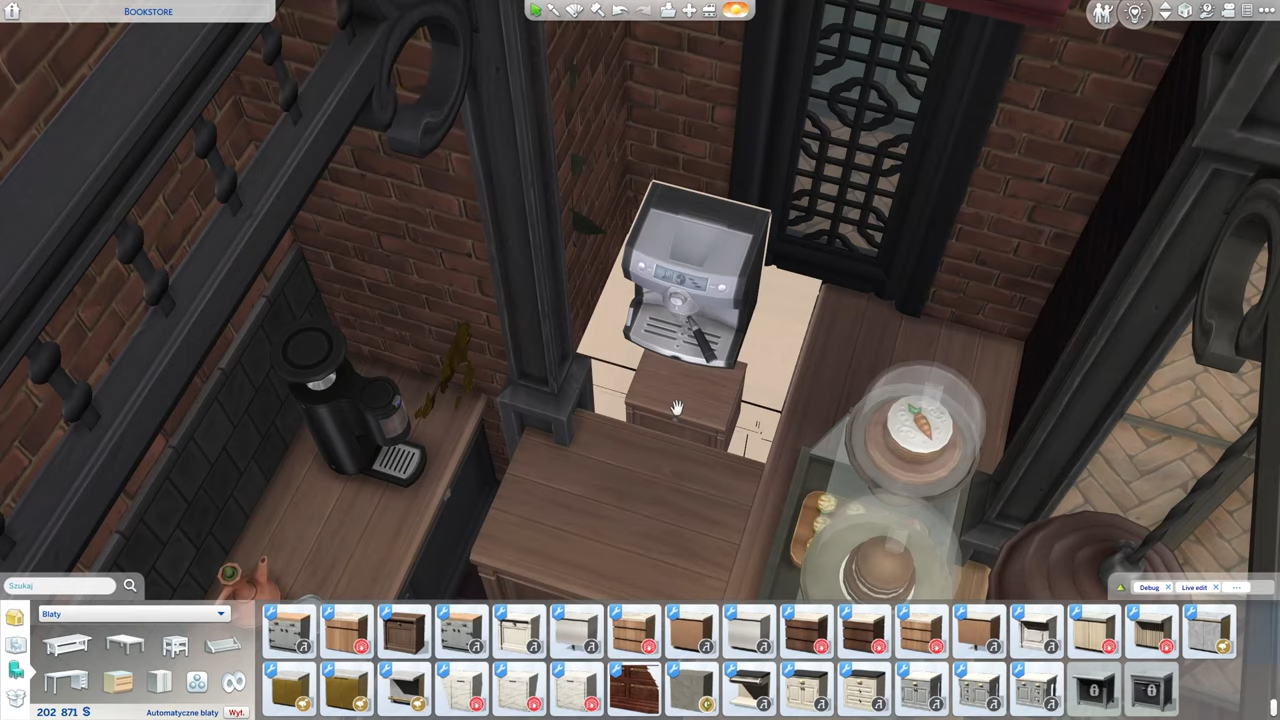 BOOKSTORE
Szukaj
Debug
Live edit
Blaty
202 871 $
Automatyczne blaty
Wył.